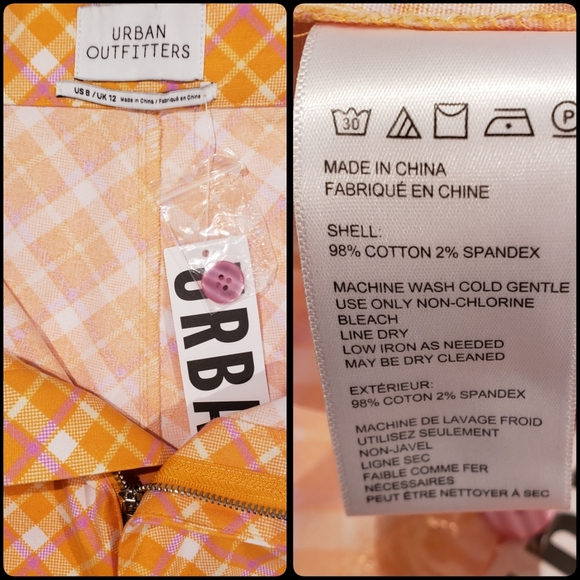 URBAN
OUTFITTERS
US 8 / UK 12 Made in China / Fabriqué en Chine
URBA
30
P
MADE IN CHINA
FABRIQUÉ EN CHINE
SHELL:
98% COTTON 2% SPANDEX
MACHINE WASH COLD GENTLE
USE ONLY NON-CHLORINE
BLEACH
LINE DRY
LOW IRON AS NEEDED
MAY BE DRY CLEANED
EXTÉRIEUR:
98% COTTON 2% SPANDEX
MACHINE DE LAVAGE FROID
UTILISEZ SEULEMENT
NON-JAVEL
LIGNE SEC
FAIBLE COMME FER
NÉCESSAIRES
PEUT ÊTRE NETTOYER À SEC